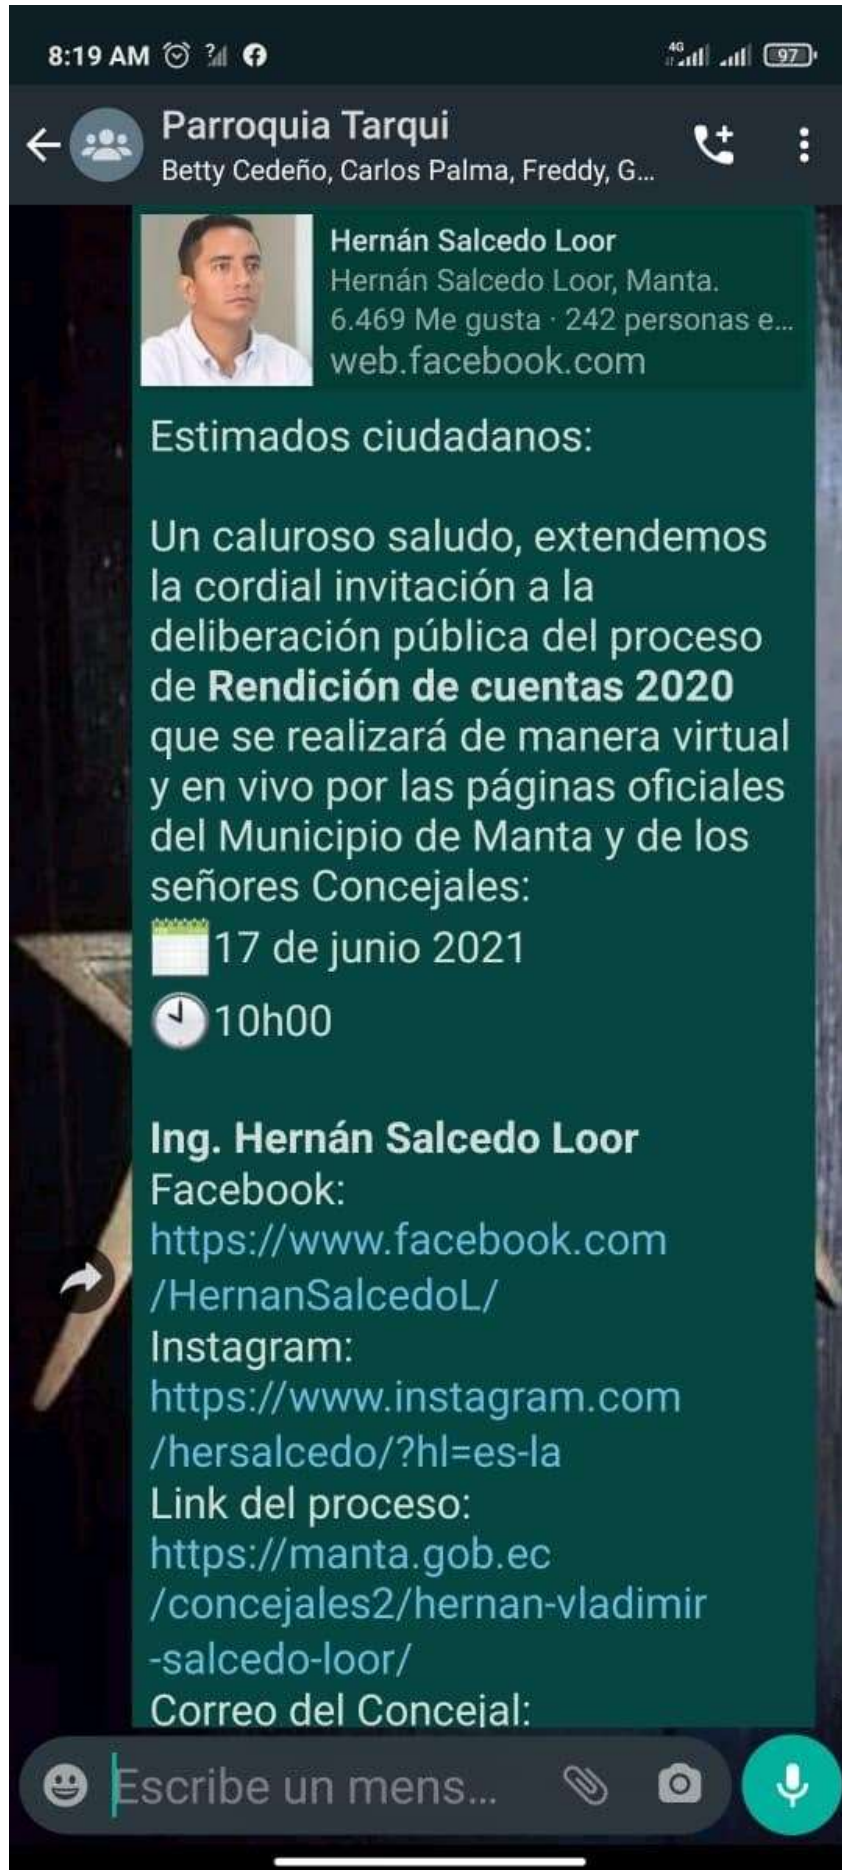 8:19 AM
4G
97
Parroquia Tarqui
Betty Cedeño, Carlos Palma, Freddy, G...
Hernán Salcedo Loor
Hernán Salcedo Loor, Manta.
6.469 Me gusta · 242 personas e...
web.facebook.com
Estimados ciudadanos:
Un caluroso saludo, extendemos
la cordial invitación a la
deliberación pública del proceso
de Rendición de cuentas 2020
que se realizará de manera virtual
y en vivo por las páginas oficiales
del Municipio de Manta y de los
señores Concejales:
17 de junio 2021
10h00
Ing. Hernán Salcedo Loor
Facebook:
https://www.facebook.com
/HernanSalcedoL/
Instagram:
https://www.instagram.com
/hersalcedo/?hl=es-la
Link del proceso:
https://manta.gob.ec
/concejales2/hernan-vladimir
-salcedo-loor/
Correo del Concejal:
Escribe un mens...